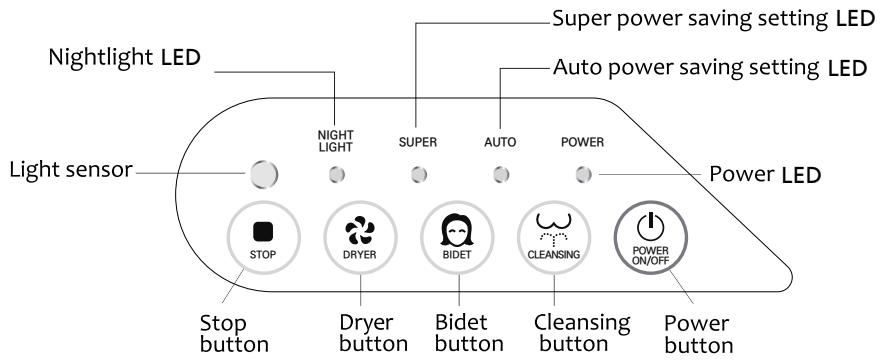 Super power saving setting LED
Nightlight LED
Auto power saving setting LED
NIGHT
LIGHT
SUPER
AUTO
POWER
Light sensor
Power LED
STOP
DRYER
BIDET
CLEANSING
POWER
ON/OFF
Stop
button
Dryer
button
Bidet
button
Cleansing
button
Power
button